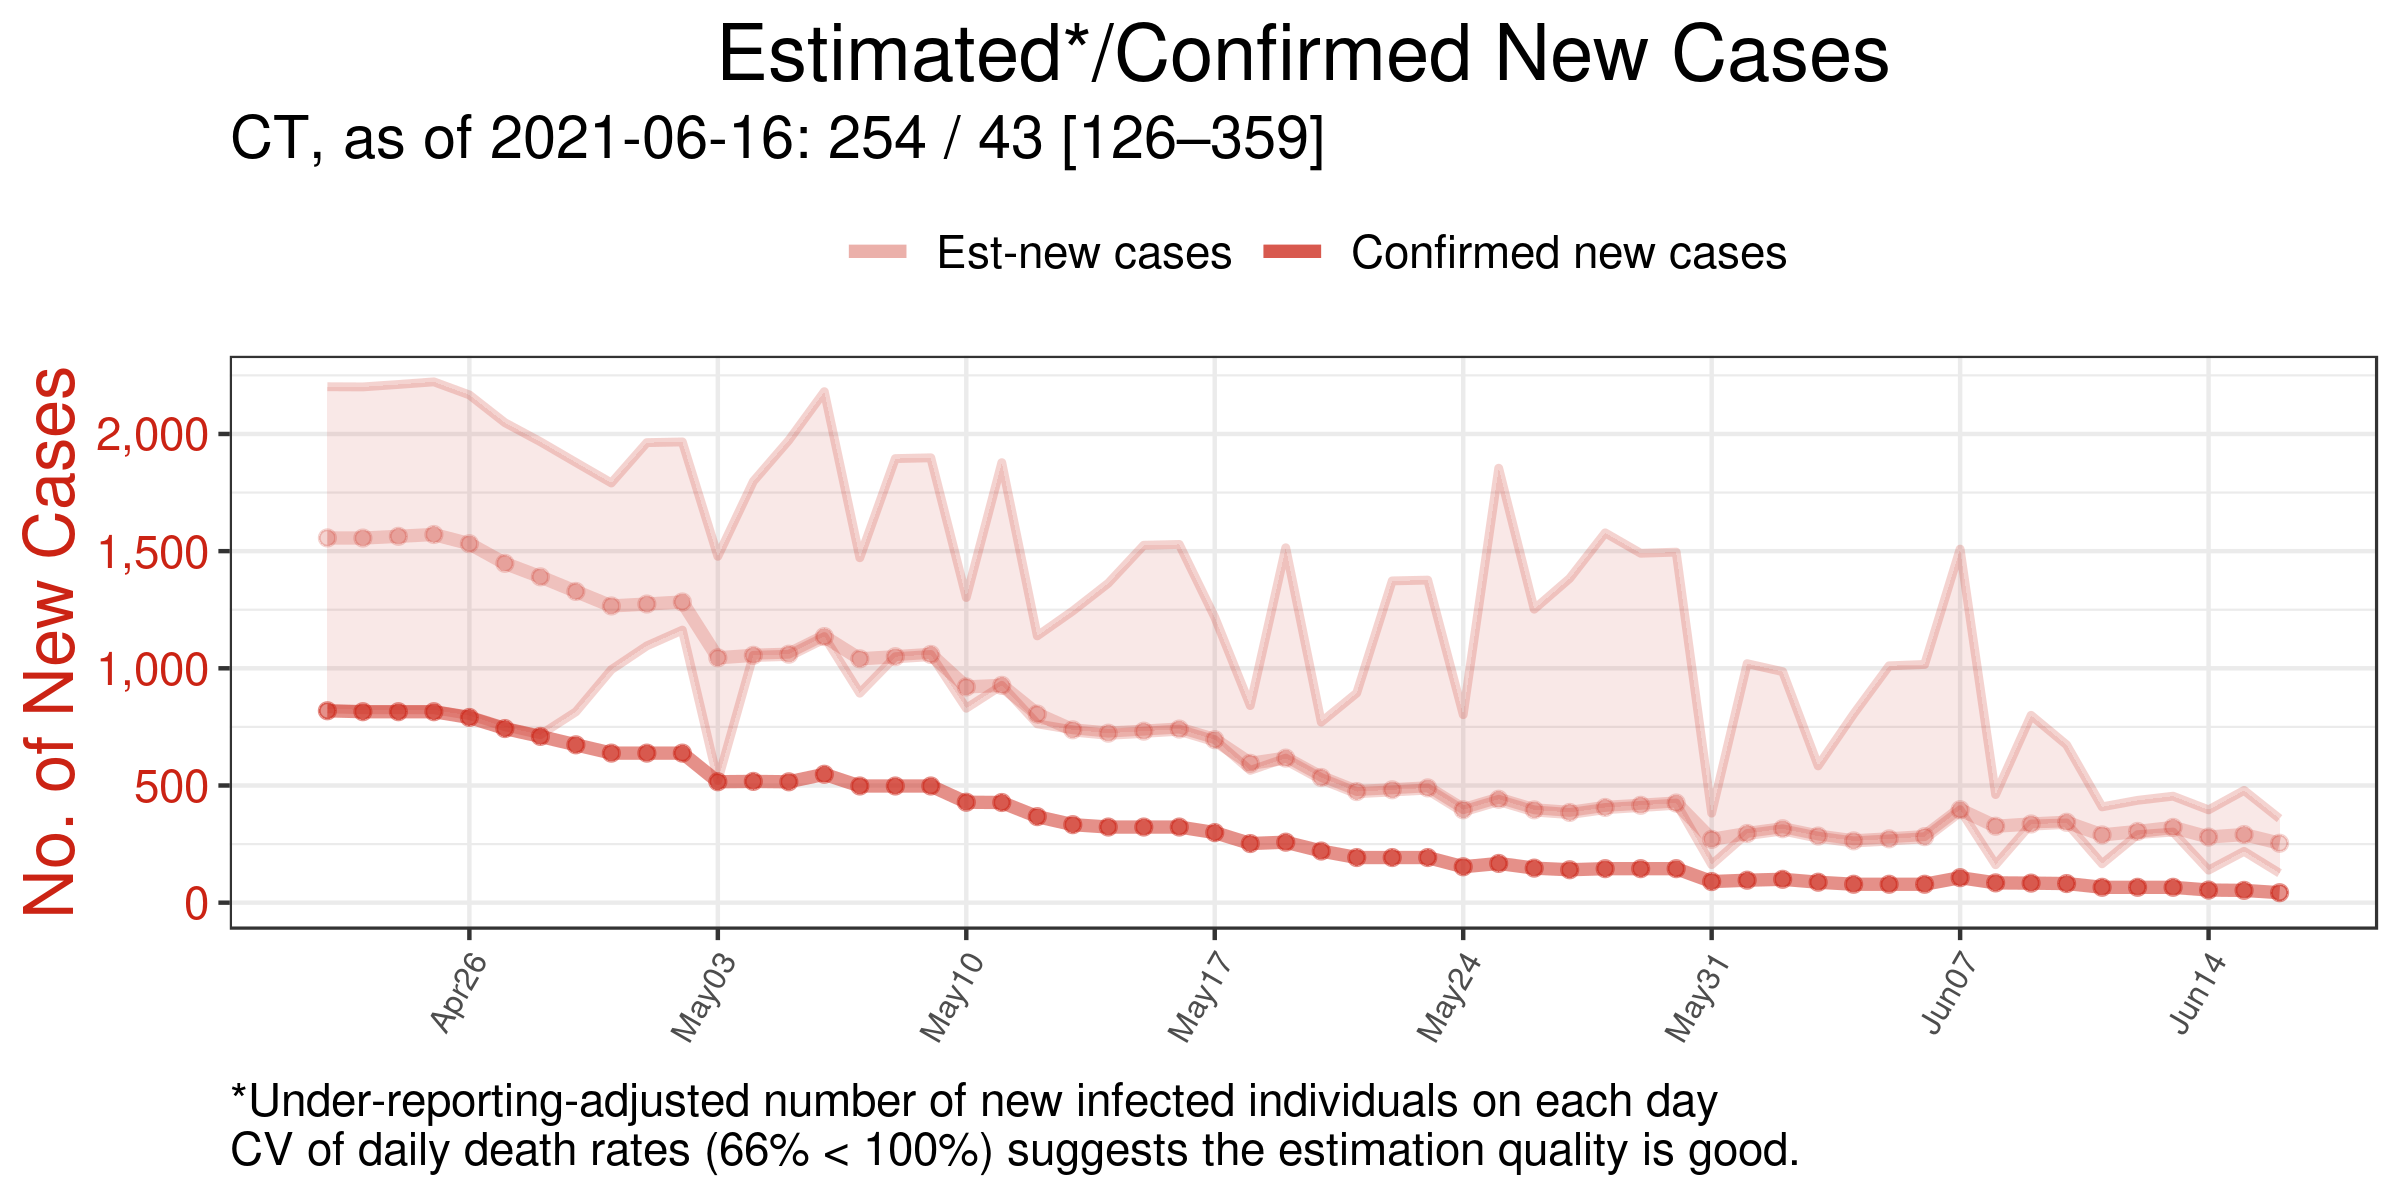 Estimated*/Confirmed New Cases
CT, as of 2021-06-16: 254 / 43 [126–359]
Est-new cases
Confirmed new cases
No. of New Cases
2,000
1,500
1,000
500
0
Apr26
May03
May10
May17
May24
May31
Jun07
Jun14
*Under-reporting-adjusted number of new infected individuals on each day
CV of daily death rates (66% < 100%) suggests the estimation quality is good.